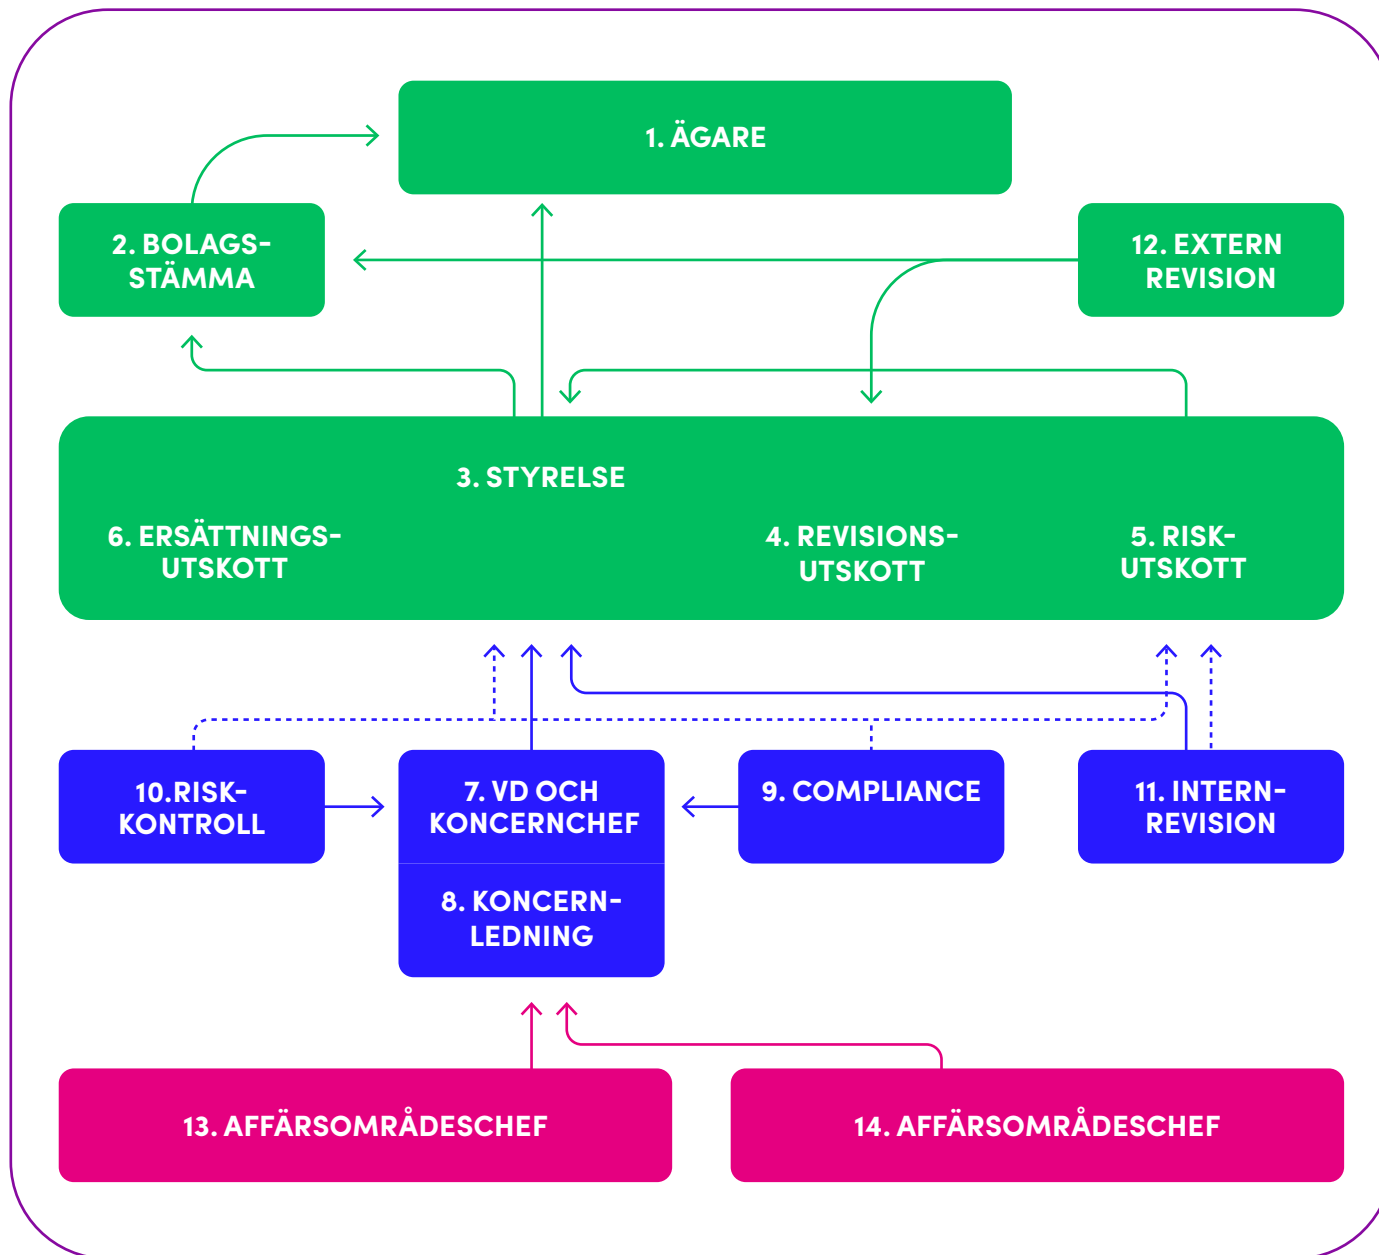 1. ÄGARE
2. BOLAGS-
STÄMMA
12. EXTERN
REVISION
3. STYRELSE
6. ERSÄTTNINGS-
UTSKOTT
4. REVISIONS-
UTSKOTT
5. RISK-
UTSKOTT
10.RISK-
KONTROLL
7. VD OCH
KONCERNCHEF
9. COMPLIANCE
11. INTERN-
REVISION
8. KONCERN-
LEDNING
13. AFFÄRSOMRÅDESCHEF
14. AFFÄRSOMRÅDESCHEF